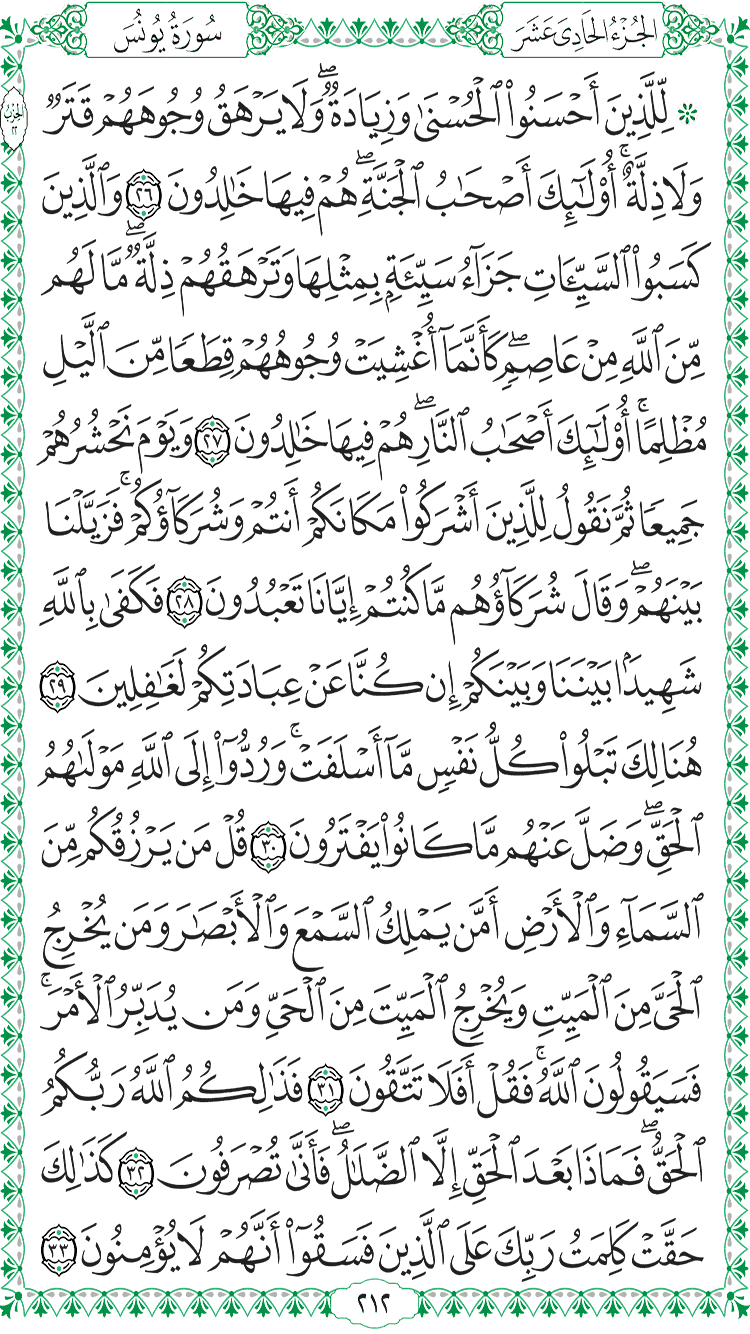 الجُزْءُ الحَادِى عَشَرَ
سُورَةُ يُونُسَ
الحزب
٢٢
۞ لِّلَّذِينَ أَحْسَنُواْ ٱلْحُسْنَىٰ وَزِيَادَةٌۖ وَلَا يَرْهَقُ وُجُوهَهُمْ قَتَرٌ
وَلَا ذِلَّةٌۚ أُوْلَـٰٓئِكَ أَصْحَـٰبُ ٱلْجَنَّةِۖ هُمْ فِيهَا خَـٰلِدُونَ ٢٦ وَٱلَّذِينَ
كَسَبُواْ ٱلسَّيِّـَٔاتِ جَزَآءُ سَيِّئَةِۭ بِمِثْلِهَا وَتَرْهَقُهُمْ ذِلَّةٌۖ مَّا لَهُم
مِّنَ ٱللَّهِ مِنْ عَاصِمٍۖ كَأَنَّمَآ أُغْشِيَتْ وُجُوهُهُمْ قِطَعًا مِّنَ ٱلَّيْلِ
مُظْلِمًاۚ أُوْلَـٰٓئِكَ أَصْحَـٰبُ ٱلنَّارِۖ هُمْ فِيهَا خَـٰلِدُونَ ٢٧ وَيَوْمَ نَحْشُرُهُمْ
جَمِيعًا ثُمَّ نَقُولُ لِلَّذِينَ أَشْرَكُواْ مَكَانَكُمْ أَنتُمْ وَشُرَكَآؤُكُمْۚ فَزَيَّلْنَا
بَيْنَهُمْۖ وَقَالَ شُرَكَآؤُهُم مَّا كُنتُمْ إِيَّانَا تَعْبُدُونَ ٢٨ فَكَفَىٰ بِٱللَّهِ
شَهِيدًۢا بَيْنَنَا وَبَيْنَكُمْ إِن كُنَّا عَنْ عِبَادَتِكُمْ لَغَـٰفِلِينَ ٢٩
هُنَالِكَ تَبْلُواْ كُلُّ نَفْسٍ مَّآ أَسْلَفَتْۚ وَرُدُّوٓاْ إِلَى ٱللَّهِ مَوْلَىٰهُمُ
ٱلْحَقِّۖ وَضَلَّ عَنْهُم مَّا كَانُواْ يَفْتَرُونَ ٣٠ قُلْ مَن يَرْزُقُكُم مِّنَ
ٱلسَّمَآءِ وَٱلْأَرْضِ أَمَّن يَمْلِكُ ٱلسَّمْعَ وَٱلْأَبْصَـٰرَ وَمَن يُخْرِجُ
ٱلْحَىَّ مِنَ ٱلْمَيِّتِ وَيُخْرِجُ ٱلْمَيِّتَ مِنَ ٱلْحَىِّ وَمَن يُدَبِّرُ ٱلْأَمْرَۚ
فَسَيَقُولُونَ ٱللَّهُۚ فَقُلْ أَفَلَا تَتَّقُونَ ٣١ فَذَٰلِكُمُ ٱللَّهُ رَبُّكُمُ
ٱلْحَقُّۖ فَمَاذَا بَعْدَ ٱلْحَقِّ إِلَّا ٱلضَّلَـٰلُۖ فَأَنَّىٰ تُصْرَفُونَ ٣٢ كَذَٰلِكَ
حَقَّتْ كَلِمَتُ رَبِّكَ عَلَى ٱلَّذِينَ فَسَقُوٓاْ أَنَّهُمْ لَا يُؤْمِنُونَ ٣٣
٢١٢